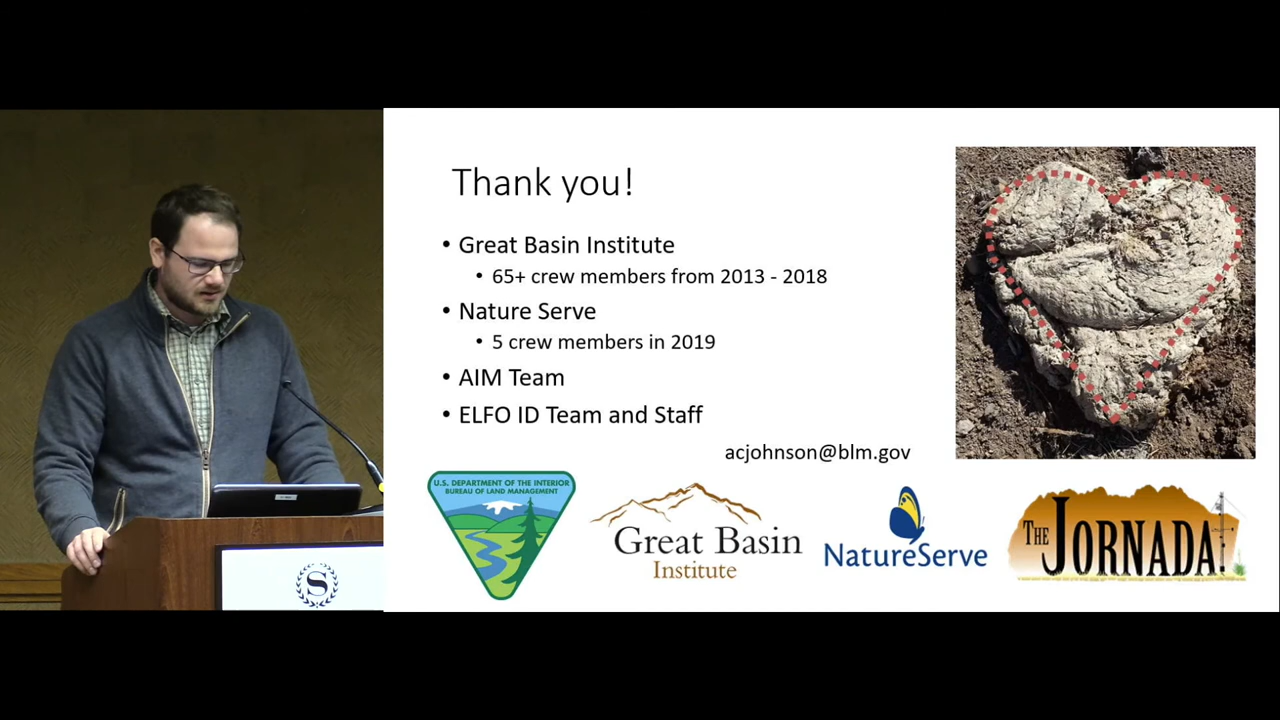 Thank you!
• Great Basin Institute
• 65+ crew members from 2013 - 2018
• Nature Serve
• 5 crew members in 2019
• AIM Team
• ELFO ID Team and Staff
acjohnson@blm.gov
U.S. DEPARTMENT OF THE INTERIOR
BUREAU OF LAND MANAGEMENT
Great Basin
Institute
NatureServe
THE JORNADA
S